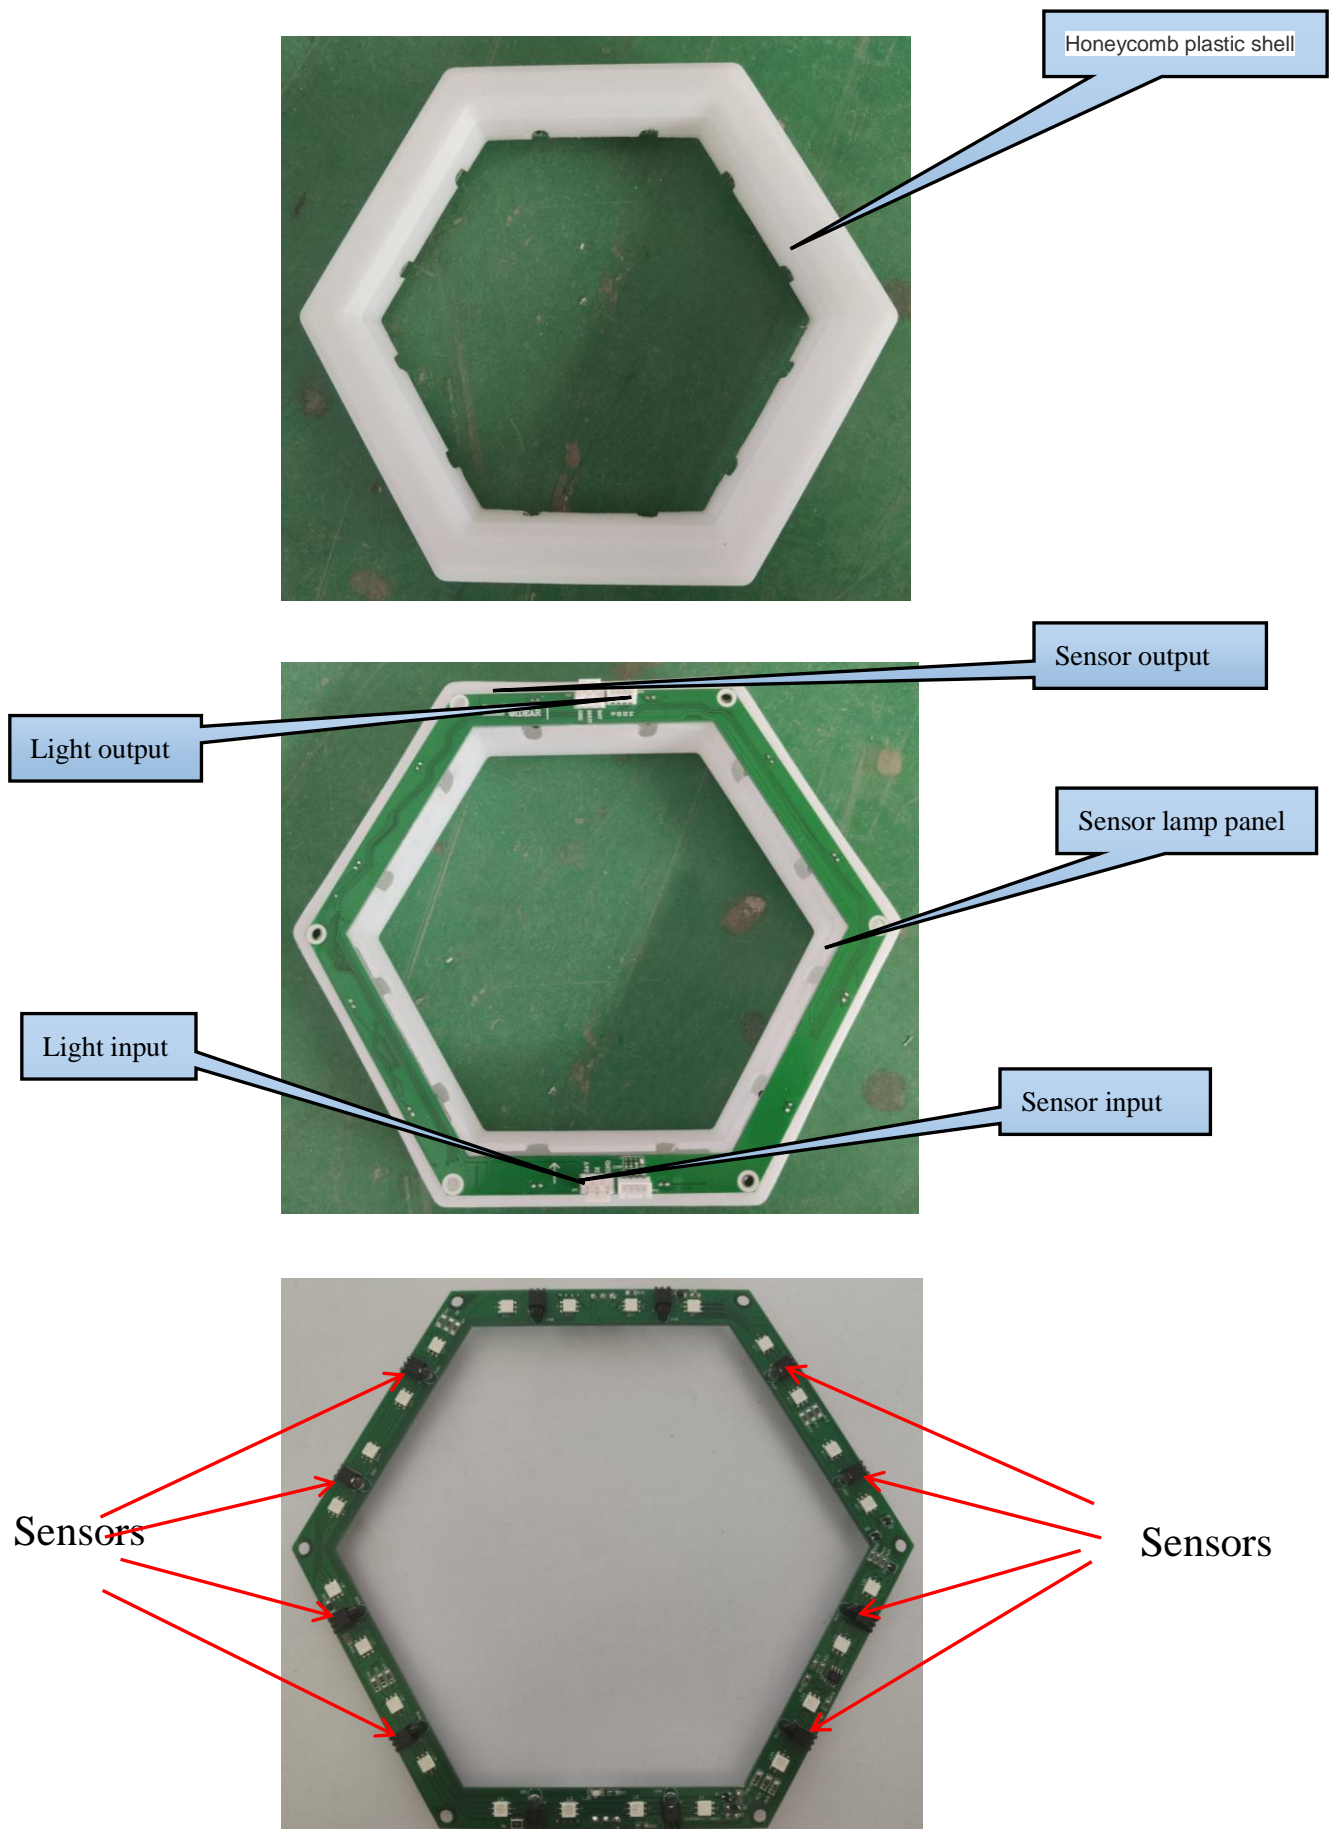 Honeycomb plastic shell
Sensor output
Light output
Sensor lamp panel
Light input
Sensor input
Sensors
Sensors